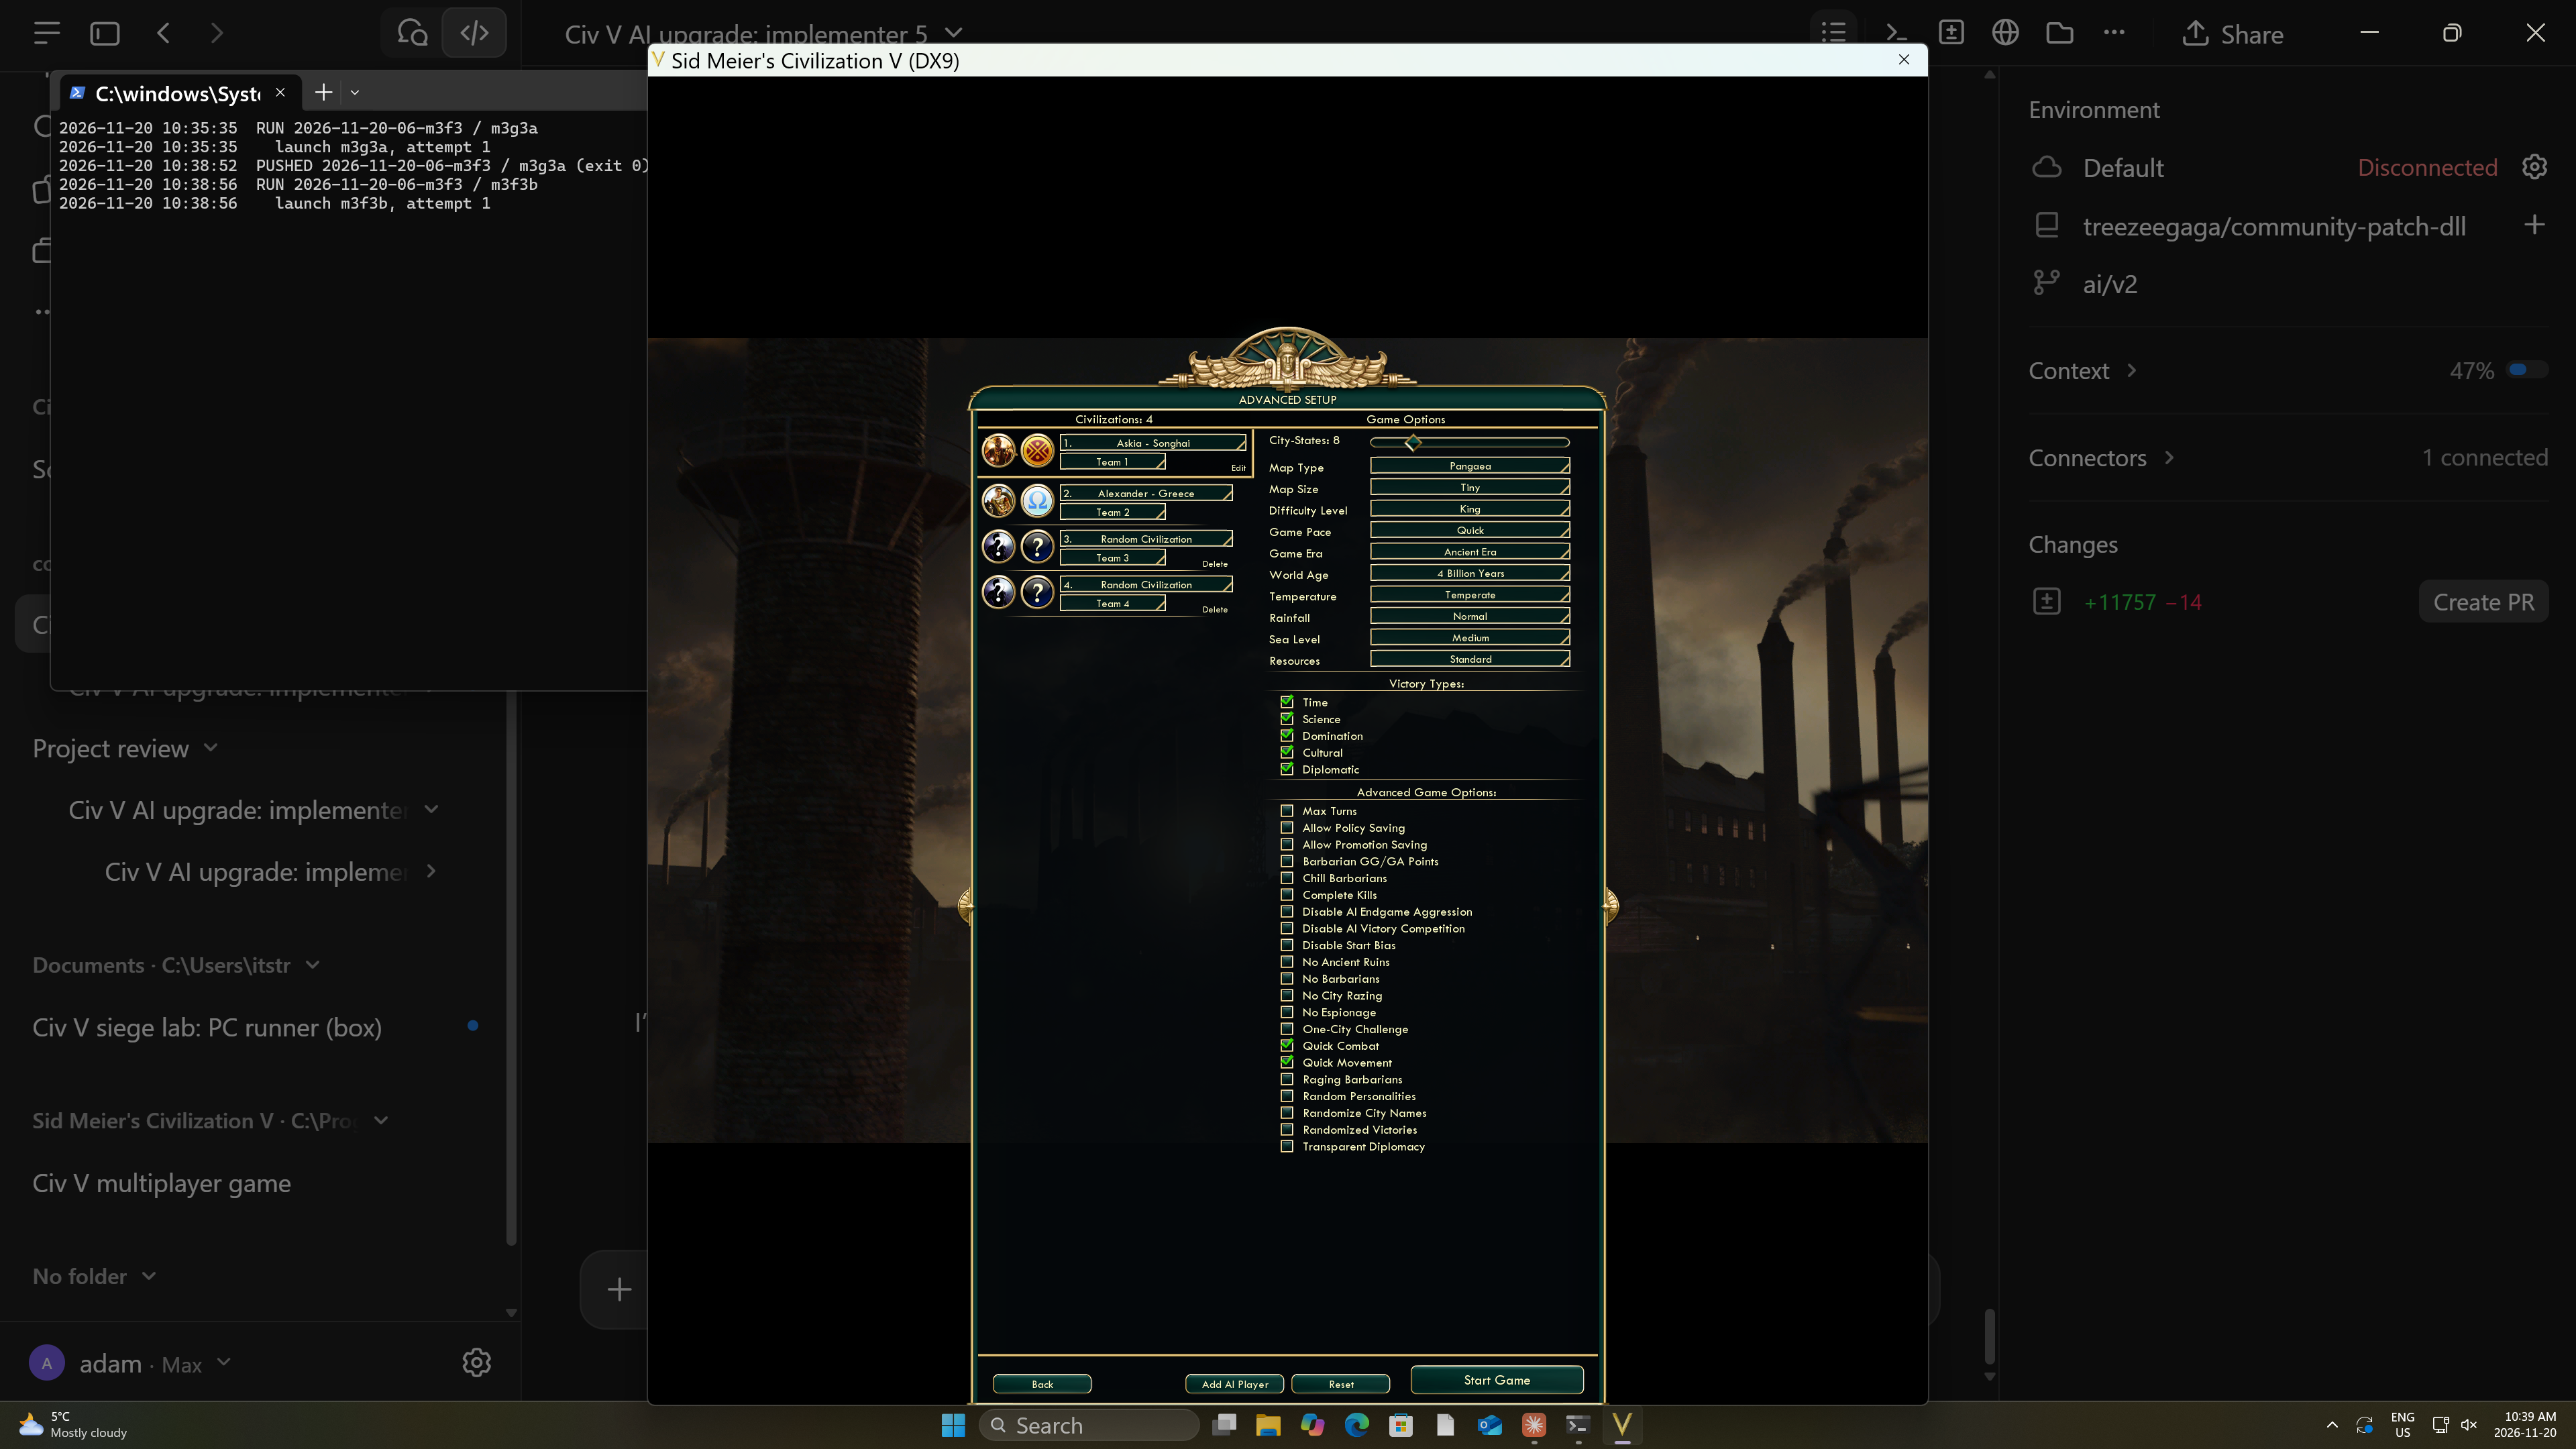 Civ V AI upgrade: implementer 5
Share
Sid Meier's Civilization V (DX9)
C:\windows\Syst
2026-11-20 10:35:35  RUN 2026-11-20-06-m3f3 / m3g3a
2026-11-20 10:35:35    launch m3g3a, attempt 1
2026-11-20 10:38:52  PUSHED 2026-11-20-06-m3f3 / m3g3a (exit 0)
2026-11-20 10:38:56  RUN 2026-11-20-06-m3f3 / m3f3b
2026-11-20 10:38:56    launch m3f3b, attempt 1
Project review
Civ V AI upgrade: implementer
Civ V AI upgrade: impleme
Documents · C:\Users\itstr
Civ V siege lab: PC runner (box)
Sid Meier's Civilization V · C:\Pro
Civ V multiplayer game
No folder
A
adam · Max
ADVANCED SETUP
Civilizations: 4
1. Askia - Songhai
Team 1
Edit
2. Alexander - Greece
Team 2
3. Random Civilization
Team 3
Delete
4. Random Civilization
Team 4
Delete
Game Options
City-States: 8
Map Type Pangaea
Map Size Tiny
Difficulty Level King
Game Pace Quick
Game Era Ancient Era
World Age 4 Billion Years
Temperature Temperate
Rainfall Normal
Sea Level Medium
Resources Standard
Victory Types:
Time
Science
Domination
Cultural
Diplomatic
Advanced Game Options:
Max Turns
Allow Policy Saving
Allow Promotion Saving
Barbarian GG/GA Points
Chill Barbarians
Complete Kills
Disable AI Endgame Aggression
Disable AI Victory Competition
Disable Start Bias
No Ancient Ruins
No Barbarians
No City Razing
No Espionage
One-City Challenge
Quick Combat
Quick Movement
Raging Barbarians
Random Personalities
Randomize City Names
Randomized Victories
Transparent Diplomacy
Back
Add AI Player
Reset
Start Game
Environment
Default Disconnected
treezeegaga/community-patch-dll
ai/v2
Context 47%
Connectors 1 connected
Changes
+11757 −14 Create PR
5°C
Mostly cloudy
Search
ENG
US
10:39 AM
2026-11-20